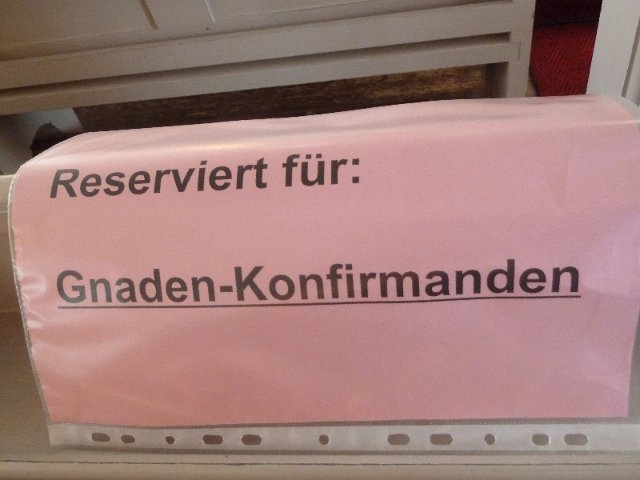 Reserviert für:
Gnaden-Konfirmanden